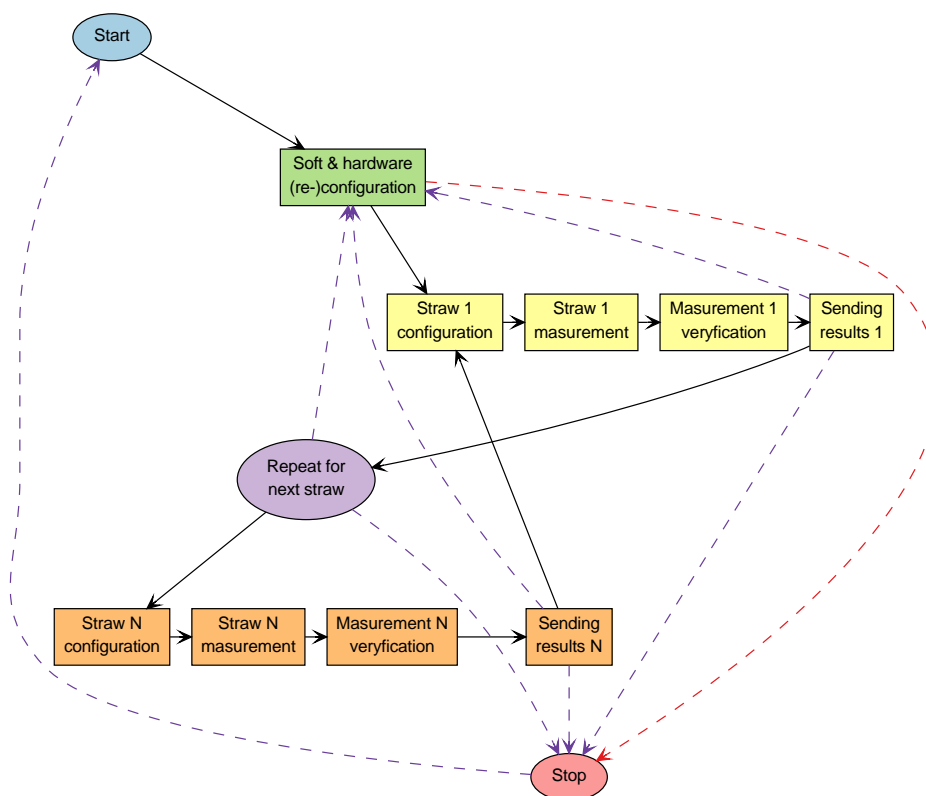 Start
Soft & hardware
(re-)configuration
Straw 1
configuration
Straw 1
masurement
Masurement 1
veryfication
Sending
results 1
Repeat for
next straw
Straw N
configuration
Straw N
masurement
Masurement N
veryfication
Sending
results N
Stop